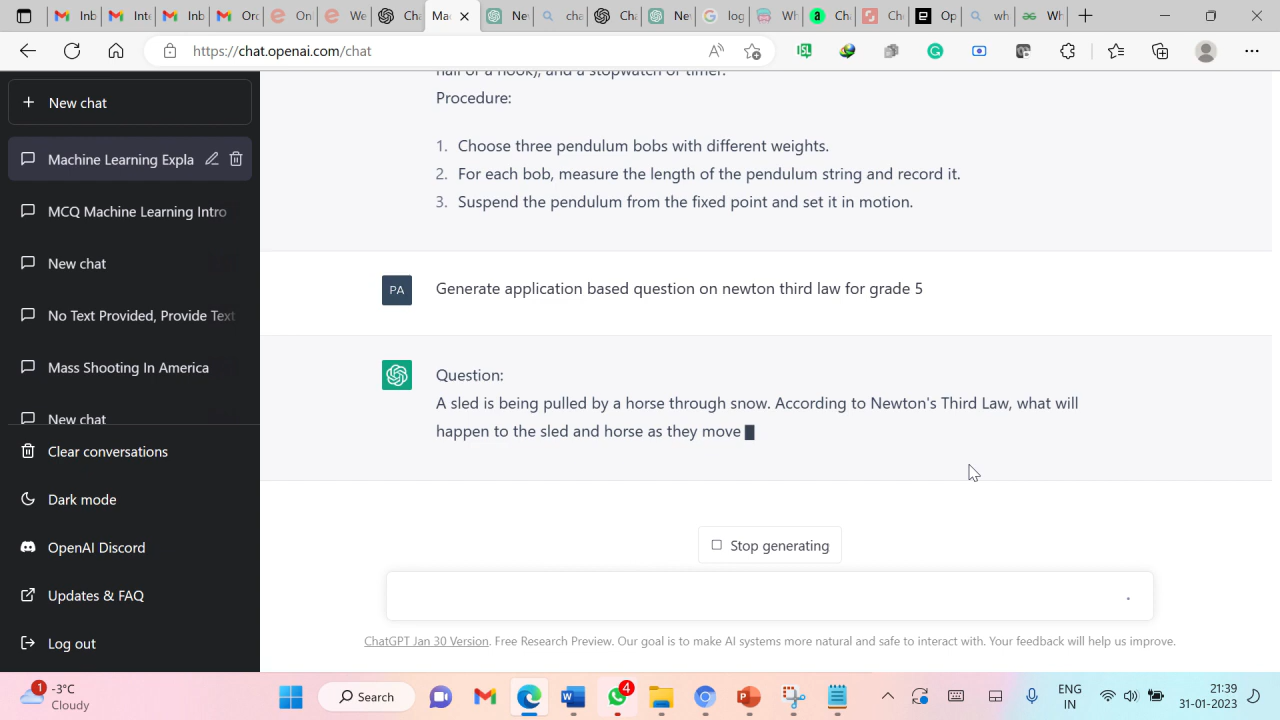 Machine Learning Expla
MCQ Machine Learning Intro
New chat
No Text Provided, Provide Text
Mass Shooting In America
New chat
Clear conversations
Dark mode
OpenAI Discord
Updates & FAQ
Log out
https://chat.openai.com/chat
New chat
Procedure:
1. Choose three pendulum bobs with different weights.
2. For each bob, measure the length of the pendulum string and record it.
3. Suspend the pendulum from the fixed point and set it in motion.
PA
Generate application based question on newton third law for grade 5
Question:
A sled is being pulled by a horse through snow. According to Newton's Third Law, what will
happen to the sled and horse as they move
Stop generating
ChatGPT Jan 30 Version. Free Research Preview. Our goal is to make AI systems more natural and safe to interact with. Your feedback will help us improve.
1
-3°C
Cloudy
Search
4
ENG
IN
21:39
31-01-2023